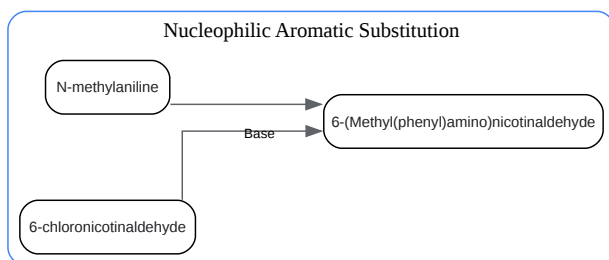 Nucleophilic Aromatic Substitution
N-methylaniline
6-(Methyl(phenyl)amino)nicotinaldehyde
Base
6-chloronicotinaldehyde